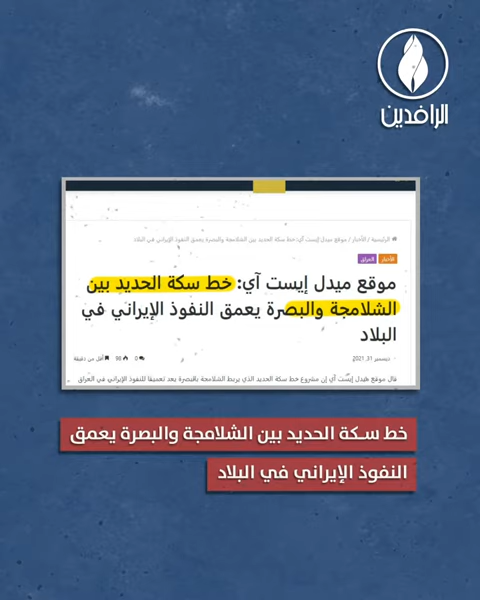 الرافدين
الرئيسية / الأخبار / موقع ميدل إيست آي: خط سكة الحديد بين الشلامجة والبصرة يعمق النفوذ الإيراني في البلاد
الأخبار العراق
موقع ميدل إيست آي: خط سكة الحديد بين
الشلامجة والبصرة يعمق النفوذ الإيراني في
البلاد
ديسمبر 31, 2021 0 98 أقل من دقيقة
قال موقع ميدل إيست آي إن مشروع خط سكة الحديد الذي يربط الشلامجة بالبصرة يعد تعميقا للنفوذ الإيراني في العراق
خط سكة الحديد بين الشلامجة والبصرة يعمق
النفوذ الإيراني في البلاد